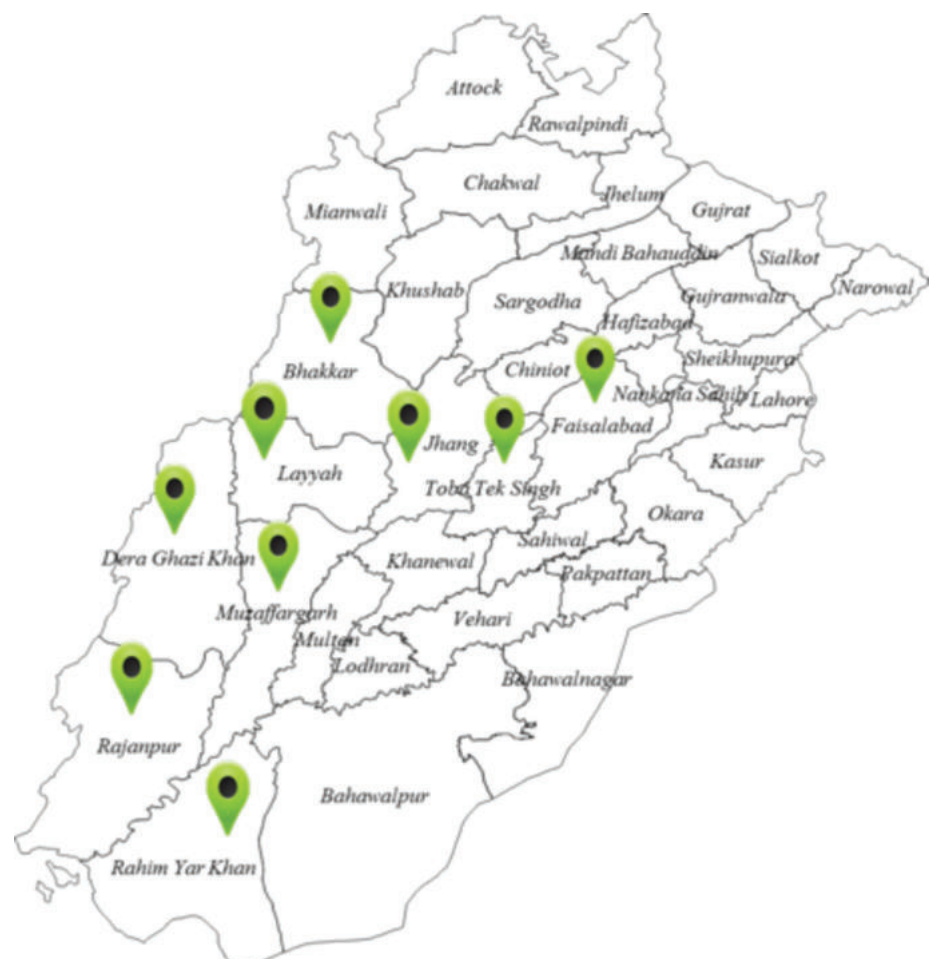 Attock
Rawalpindi
Chakwal
Jhelum
Mianwali
Gujrat
Mandi Bahauddin
Sialkot
Khushab
Sargodha
Gujranwala
Narowal
Hafizabad
Sheikhupura
Bhakkar
Chiniot
Nankana Sahib
Lahore
Faisalabad
Jhang
Kasur
Layyah
Toba Tek Singh
Okara
Sahiwal
Dera Ghazi Khan
Khanewal
Pakpattan
Muzaffargarh
Vehari
Multan
Lodhran
Bahawalnagar
Rajanpur
Bahawalpur
Rahim Yar Khan